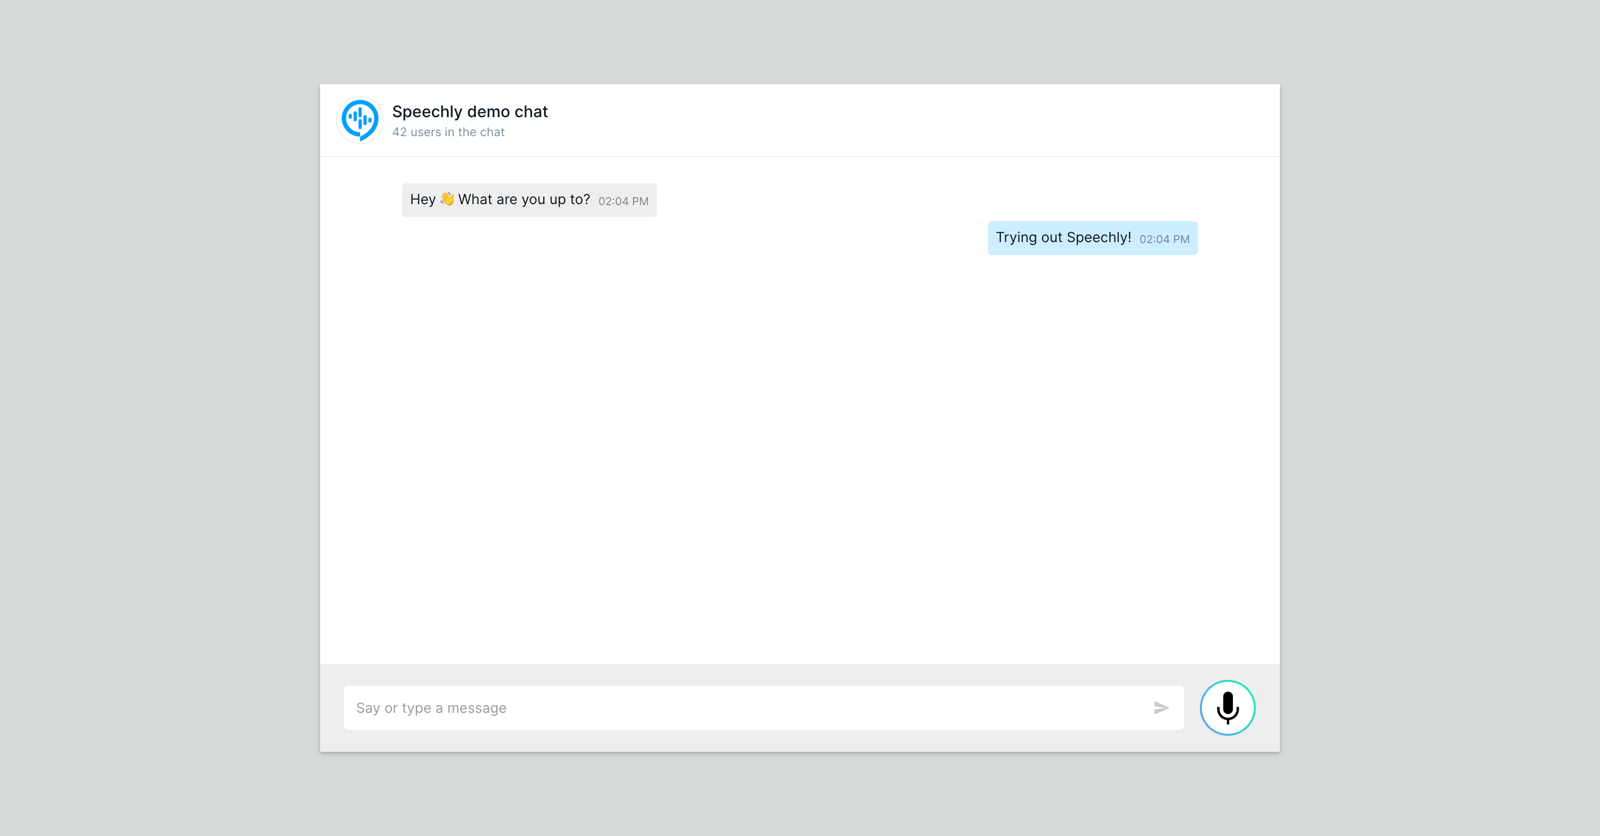 Speechly demo chat
42 users in the chat
Hey 👋 What are you up to? 02:04 PM
Trying out Speechly! 02:04 PM
Say or type a message